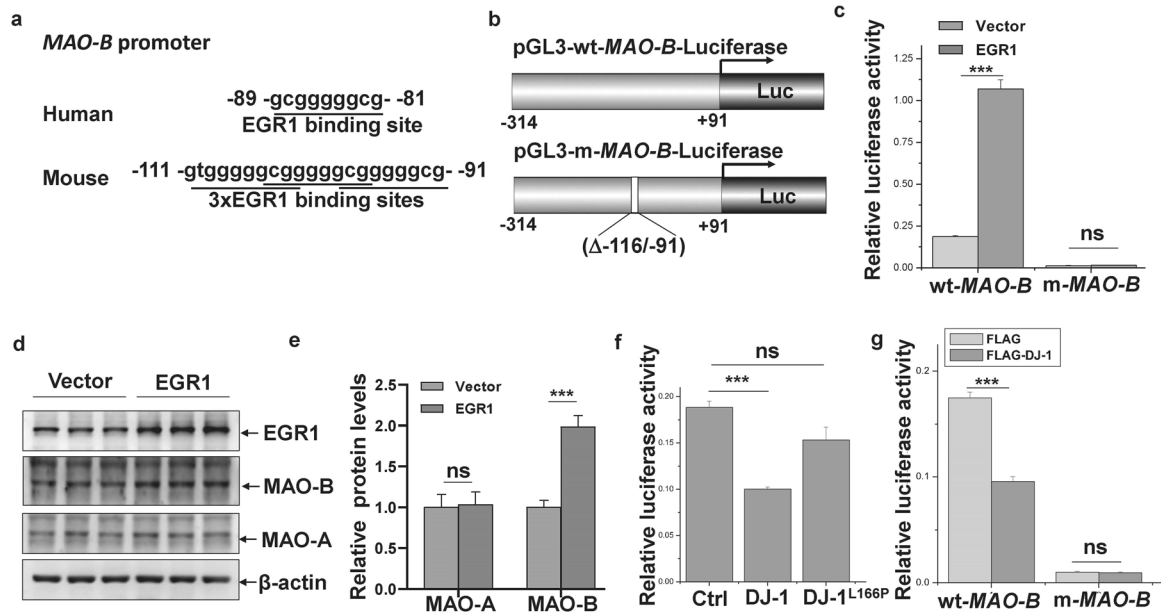 a
MAO-B promoter
Human
-89 -gcgggggcg- -81
EGR1 binding site
Mouse
-111 -gtgggggcgggggcgggggcg- -91
3xEGR1 binding sites
b
pGL3-wt-MAO-B-Luciferase
Luc
-314
+91
pGL3-m-MAO-B-Luciferase
Luc
-314
+91
(Δ-116/-91)
c
Vector
EGR1
Relative luciferase activity
1.25
1.00
0.75
0.50
0.25
0.00
***
ns
wt-MAO-B
m-MAO-B
d
Vector
EGR1
EGR1
MAO-B
MAO-A
β-actin
e
Relative protein levels
2.5
2.0
1.5
1.0
0.5
0.0
Vector
EGR1
ns
***
MAO-A
MAO-B
f
Relative luciferase activity
0.20
0.15
0.10
0.05
0.00
ns
***
Ctrl
DJ-1
DJ-1L166P
g
FLAG
FLAG-DJ-1
Relative luciferase activity
0.2
0.1
0.0
***
ns
wt-MAO-B
m-MAO-B